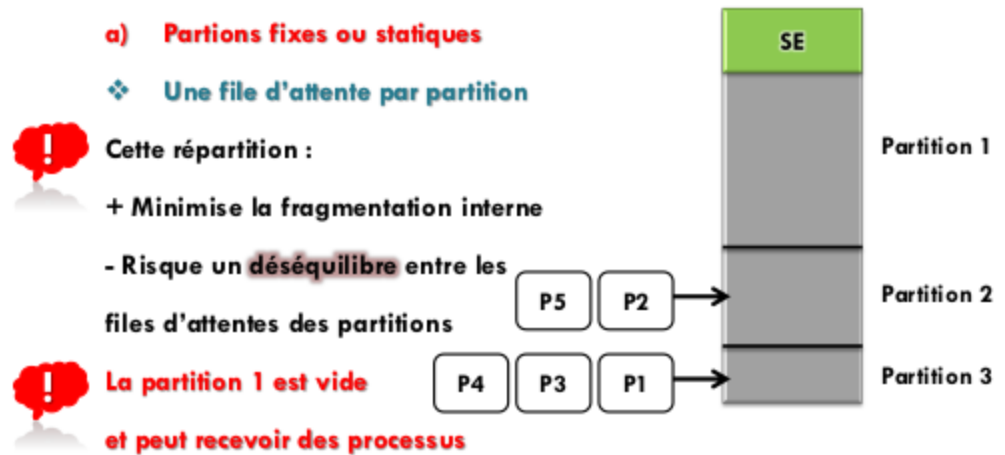 a) Partions fixes ou statiques
❖ Une file d'attente par partition
Cette répartition :
+ Minimise la fragmentation interne
- Risque un déséquilibre entre les
files d'attentes des partitions
La partition 1 est vide
et peut recevoir des processus
SE
Partition 1
P5 P2
Partition 2
P4 P3 P1
Partition 3
!
!